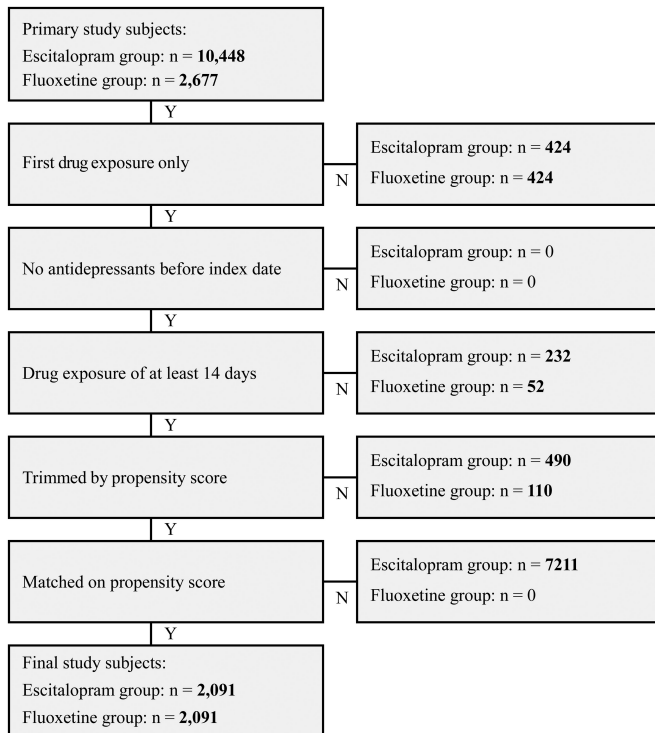 Primary study subjects:
Escitalopram group: n = 10,448
Fluoxetine group: n = 2,677
Y
First drug exposure only
N
Escitalopram group: n = 424
Fluoxetine group: n = 424
Y
No antidepressants before index date
N
Escitalopram group: n = 0
Fluoxetine group: n = 0
Y
Drug exposure of at least 14 days
N
Escitalopram group: n = 232
Fluoxetine group: n = 52
Y
Trimmed by propensity score
N
Escitalopram group: n = 490
Fluoxetine group: n = 110
Y
Matched on propensity score
N
Escitalopram group: n = 7211
Fluoxetine group: n = 0
Y
Final study subjects:
Escitalopram group: n = 2,091
Fluoxetine group: n = 2,091